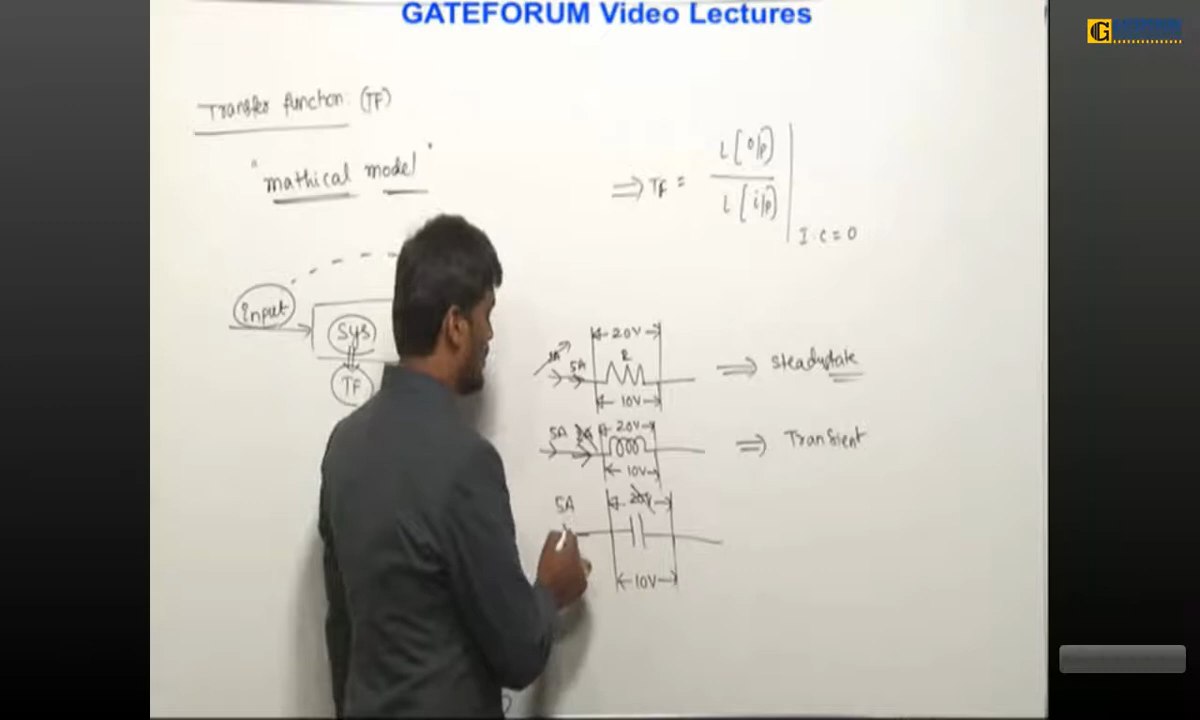 GATEFORUM Video Lectures
G
Transfer function: (TF)
"mathical model"
⇒ TF = L[o/p] / L[i/p] | I.C = 0
Input
Sys
TF
20V
5A
R
10V
⇒ Steadystate
5A
20V
10V
⇒ Transient
5A
10V